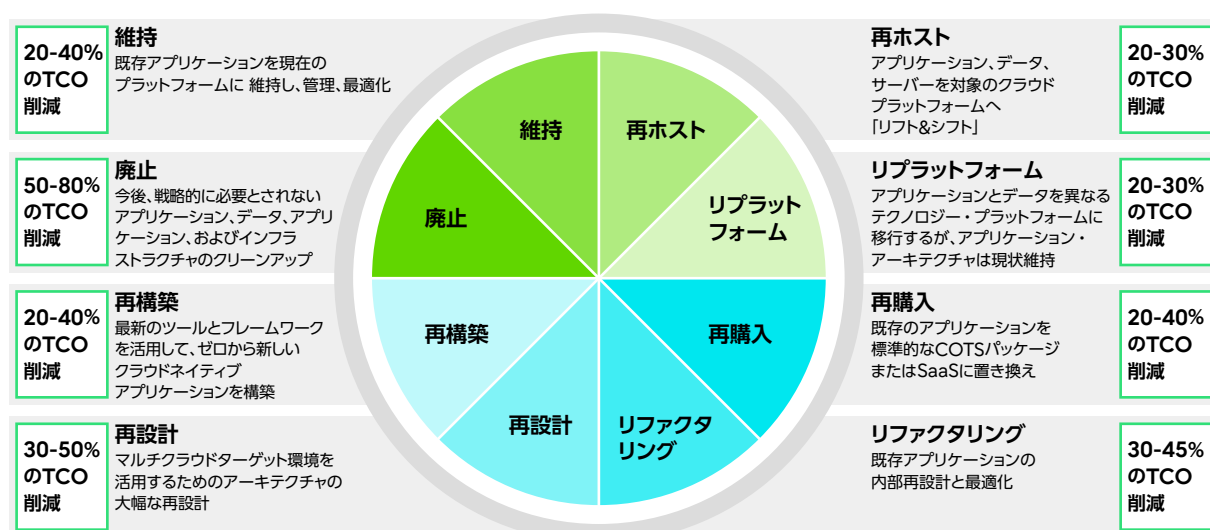 20-40%
のTCO
削減
維持
既存アプリケーションを現在の
プラットフォームに 維持し、管理、最適化
50-80%
のTCO
削減
廃止
今後、戦略的に必要とされない
アプリケーション、データ、アプリ
ケーション、およびインフラ
ストラクチャのクリーンアップ
20-40%
のTCO
削減
再構築
最新のツールとフレームワーク
を活用して、ゼロから新しい
クラウドネイティブ
アプリケーションを構築
30-50%
のTCO
削減
再設計
マルチクラウドターゲット環境を
活用するためのアーキテクチャの
大幅な再設計
維持
再ホスト
廃止
リプラット
フォーム
再構築
再購入
再設計
リファクタ
リング
再ホスト
アプリケーション、データ、
サーバーを対象のクラウド
プラットフォームへ
「リフト&シフト」
20-30%
のTCO
削減
リプラットフォーム
アプリケーションとデータを異なる
テクノロジー・プラットフォームに
移行するが、アプリケーション・
アーキテクチャは現状維持
20-30%
のTCO
削減
再購入
既存のアプリケーションを
標準的なCOTSパッケージ
またはSaaSに置き換え
20-40%
のTCO
削減
リファクタリング
既存アプリケーションの
内部再設計と最適化
30-45%
のTCO
削減